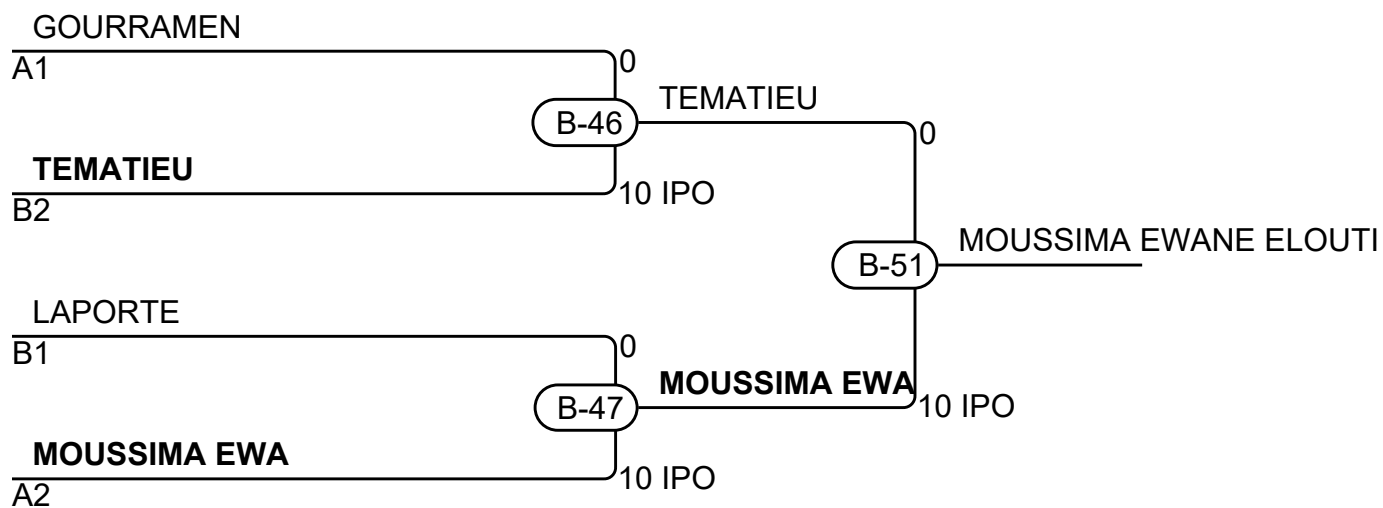 GOURRAMEN
A1
0
B-46
TEMATIEU
0
TEMATIEU
B2
10 IPO
B-51
MOUSSIMA EWANE ELOUTI
LAPORTE
B1
0
B-47
MOUSSIMA EWA
10 IPO
MOUSSIMA EWA
A2
10 IPO